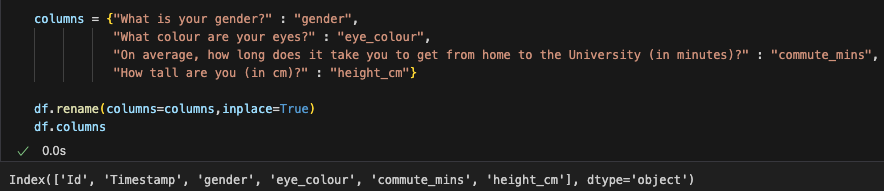 columns = {"What is your gender?" : "gender",
"What colour are your eyes?" : "eye_colour",
"On average, how long does it take you to get from home to the University (in minutes)?" : "commute_mins",
"How tall are you (in cm)?" : "height_cm"}
df.rename(columns=columns,inplace=True)
df.columns
0.0s
Index(['Id', 'Timestamp', 'gender', 'eye_colour', 'commute_mins', 'height_cm'], dtype='object')